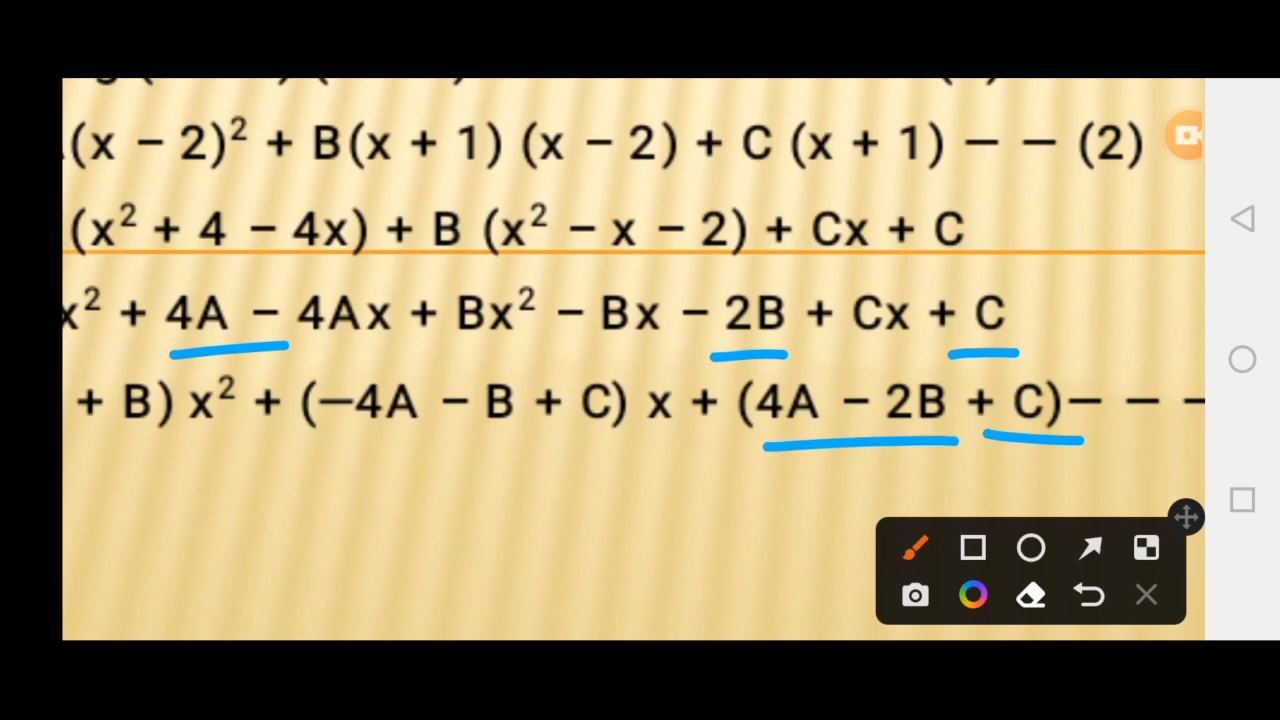 (x − 2)² + B(x + 1) (x − 2) + C (x + 1) − − (2)
(x² + 4 − 4x) + B (x² − x − 2) + Cx + C
x² + 4A − 4Ax + Bx² − Bx − 2B + Cx + C
+ B) x² + (−4A − B + C) x + (4A − 2B + C)− − −